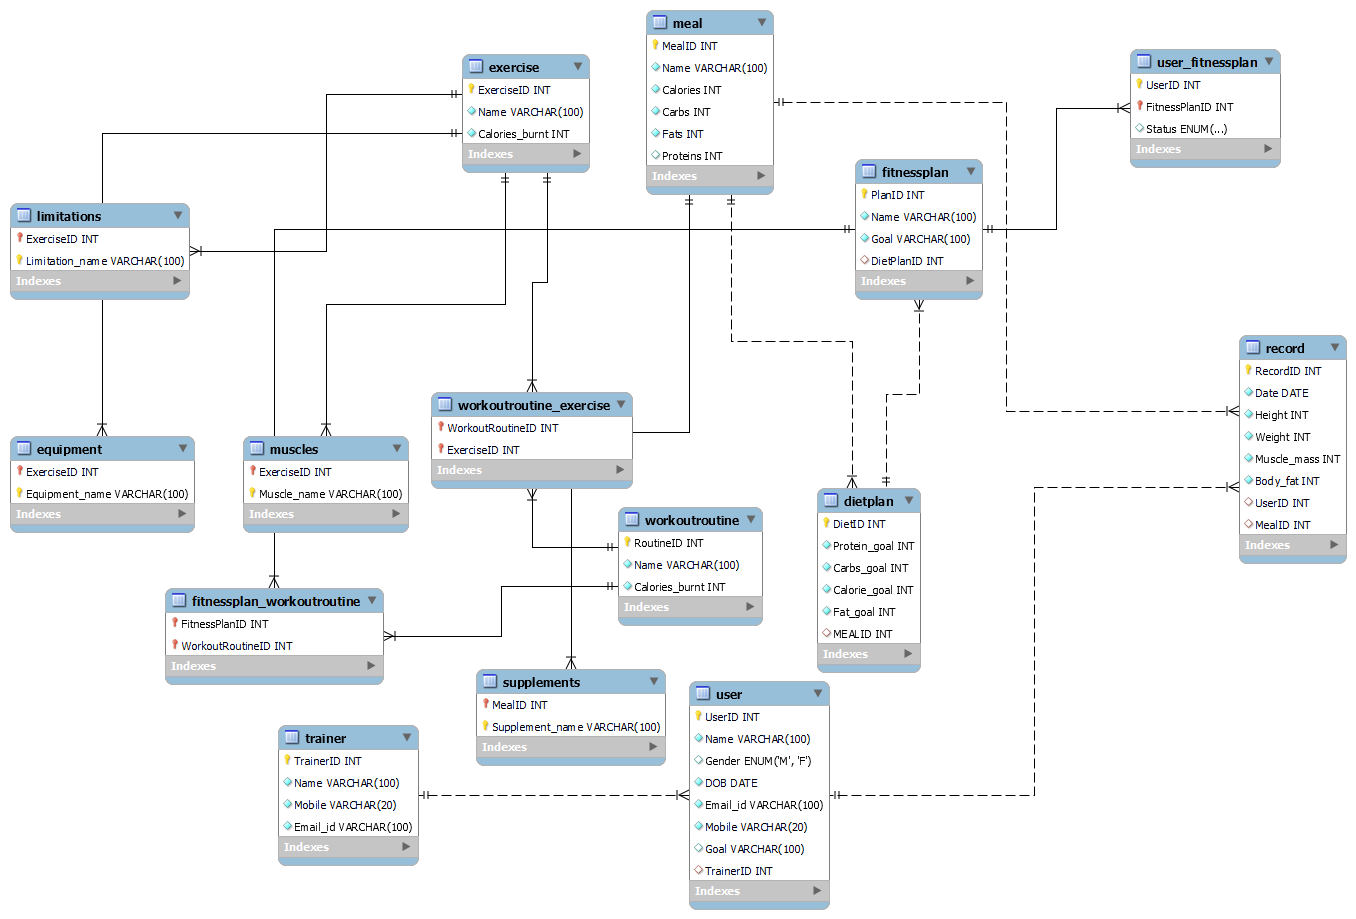 meal
MealID INT
Name VARCHAR(100)
Calories INT
Carbs INT
Fats INT
Proteins INT
Indexes
exercise
ExerciseID INT
Name VARCHAR(100)
Calories_burnt INT
Indexes
user_fitnessplan
UserID INT
FitnessPlanID INT
Status ENUM(...)
Indexes
fitnessplan
PlanID INT
Name VARCHAR(100)
Goal VARCHAR(100)
DietPlanID INT
Indexes
limitations
ExerciseID INT
Limitation_name VARCHAR(100)
Indexes
record
RecordID INT
Date DATE
Height INT
Weight INT
Muscle_mass INT
Body_fat INT
UserID INT
MealID INT
Indexes
workoutroutine_exercise
WorkoutRoutineID INT
ExerciseID INT
Indexes
equipment
ExerciseID INT
Equipment_name VARCHAR(100)
Indexes
muscles
ExerciseID INT
Muscle_name VARCHAR(100)
Indexes
dietplan
DietID INT
Protein_goal INT
Carbs_goal INT
Calorie_goal INT
Fat_goal INT
MEALID INT
Indexes
workoutroutine
RoutineID INT
Name VARCHAR(100)
Calories_burnt INT
Indexes
fitnessplan_workoutroutine
FitnessPlanID INT
WorkoutRoutineID INT
Indexes
supplements
MealID INT
Supplement_name VARCHAR(100)
Indexes
user
UserID INT
Name VARCHAR(100)
Gender ENUM('M', 'F')
DOB DATE
Email_id VARCHAR(100)
Mobile VARCHAR(20)
Goal VARCHAR(100)
TrainerID INT
Indexes
trainer
TrainerID INT
Name VARCHAR(100)
Mobile VARCHAR(20)
Email_id VARCHAR(100)
Indexes